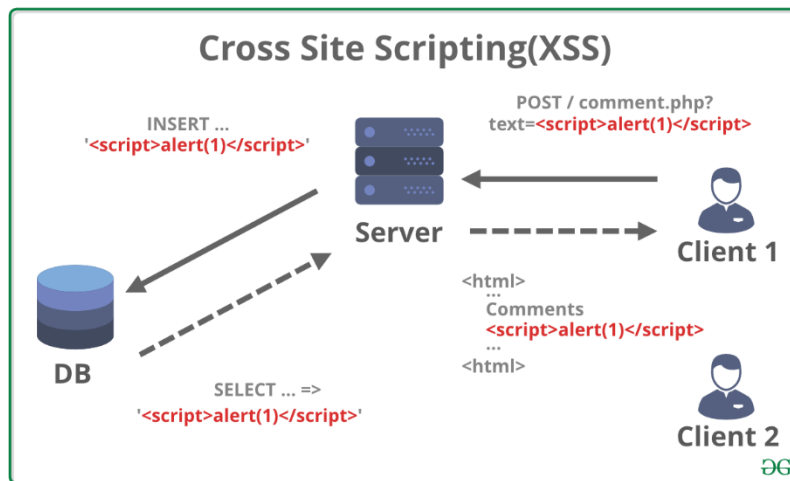 Cross Site Scripting(XSS)
POST / comment.php?
text=<script>alert(1)</script>
INSERT ...
'<script>alert(1)</script>'
Server
Client 1
<html>
...
Comments
<script>alert(1)</script>
...
<html>
DB
SELECT ... =>
'<script>alert(1)</script>'
Client 2